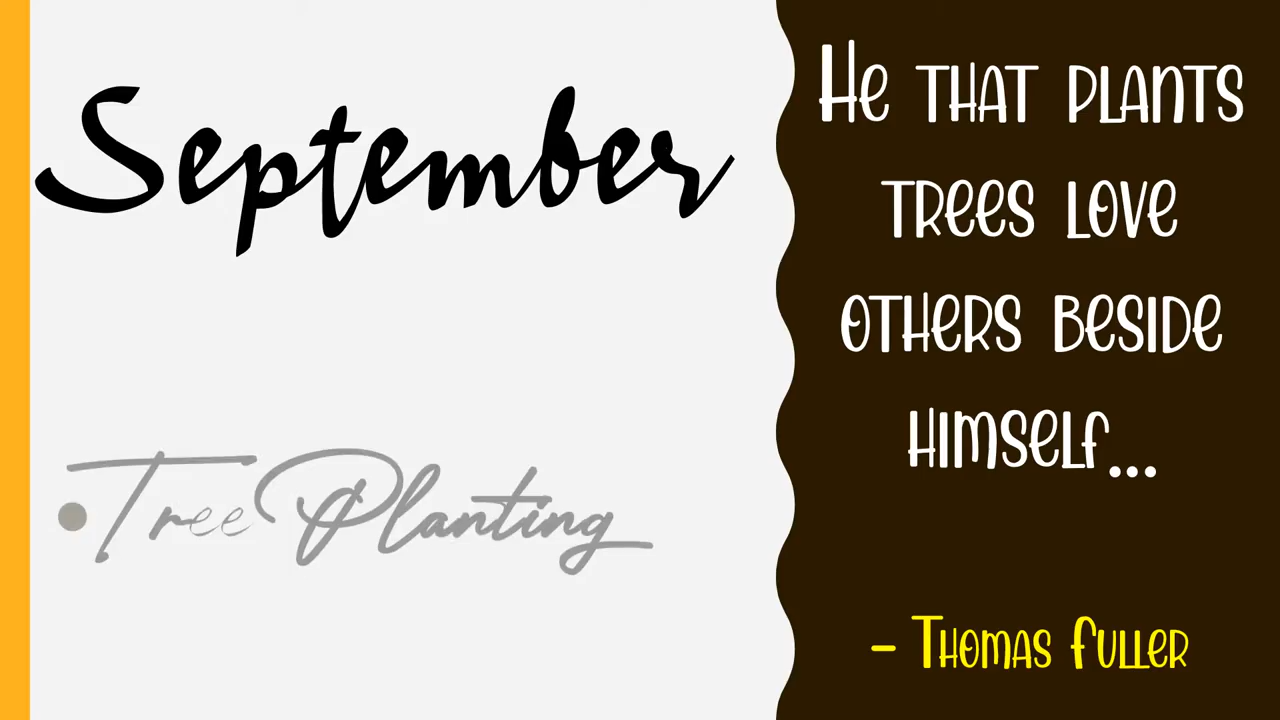 September
• Tree Planting
He that plants
trees love
others beside
himself...
- Thomas Fuller